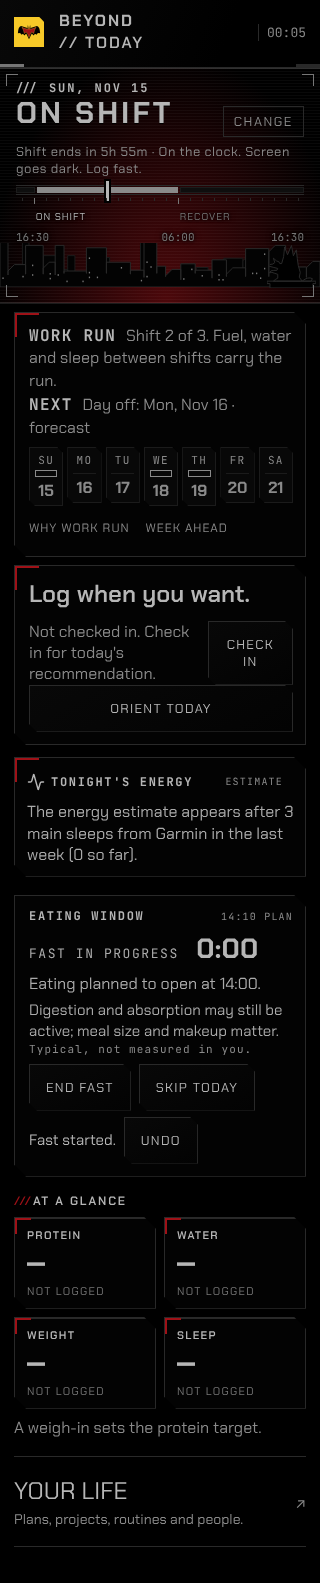 BEYOND
// TODAY
00:05
/// SUN, NOV 15
ON SHIFT
CHANGE
Shift ends in 5h 55m · On the clock. Screen
goes dark. Log fast.
ON SHIFT
RECOVER
16:30
06:00
16:30
WORK RUN Shift 2 of 3. Fuel, water
and sleep between shifts carry the
run.
NEXT Day off: Mon, Nov 16 ·
forecast
SU MO TU WE TH FR SA
15 16 17 18 19 20 21
WHY WORK RUN WEEK AHEAD
Log when you want.
Not checked in. Check
in for today's
recommendation.
CHECK
IN
ORIENT TODAY
TONIGHT'S ENERGY
ESTIMATE
The energy estimate appears after 3
main sleeps from Garmin in the last
week (0 so far).
EATING WINDOW
14:10 PLAN
FAST IN PROGRESS 0:00
Eating planned to open at 14:00.
Digestion and absorption may still be
active; meal size and makeup matter.
Typical, not measured in you.
END FAST
SKIP TODAY
Fast started.
UNDO
///AT A GLANCE
PROTEIN
—
NOT LOGGED
WATER
—
NOT LOGGED
WEIGHT
—
NOT LOGGED
SLEEP
—
NOT LOGGED
A weigh-in sets the protein target.
YOUR LIFE
Plans, projects, routines and people.